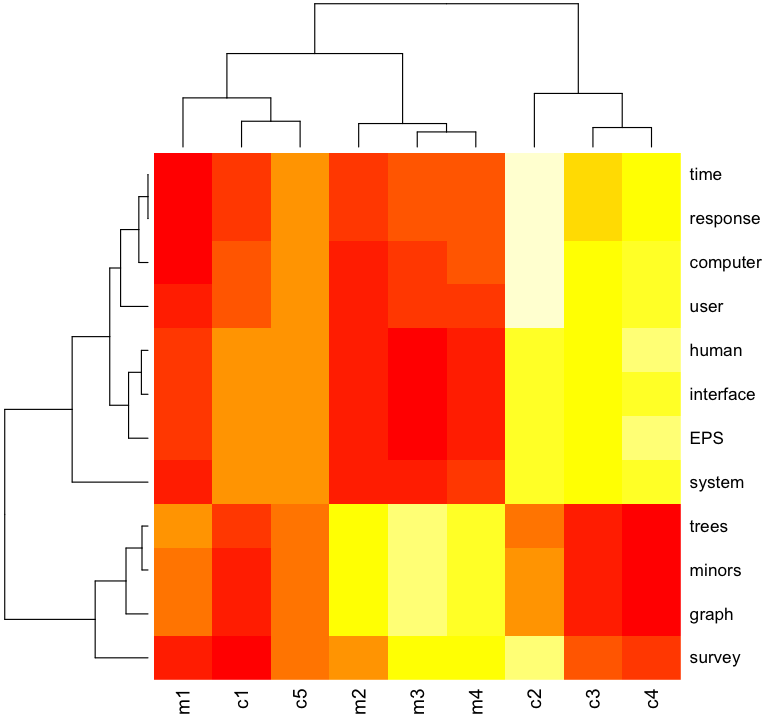 time
response
computer
user
human
interface
EPS
system
trees
minors
graph
survey
m1 c1 c5 m2 m3 m4 c2 c3 c4